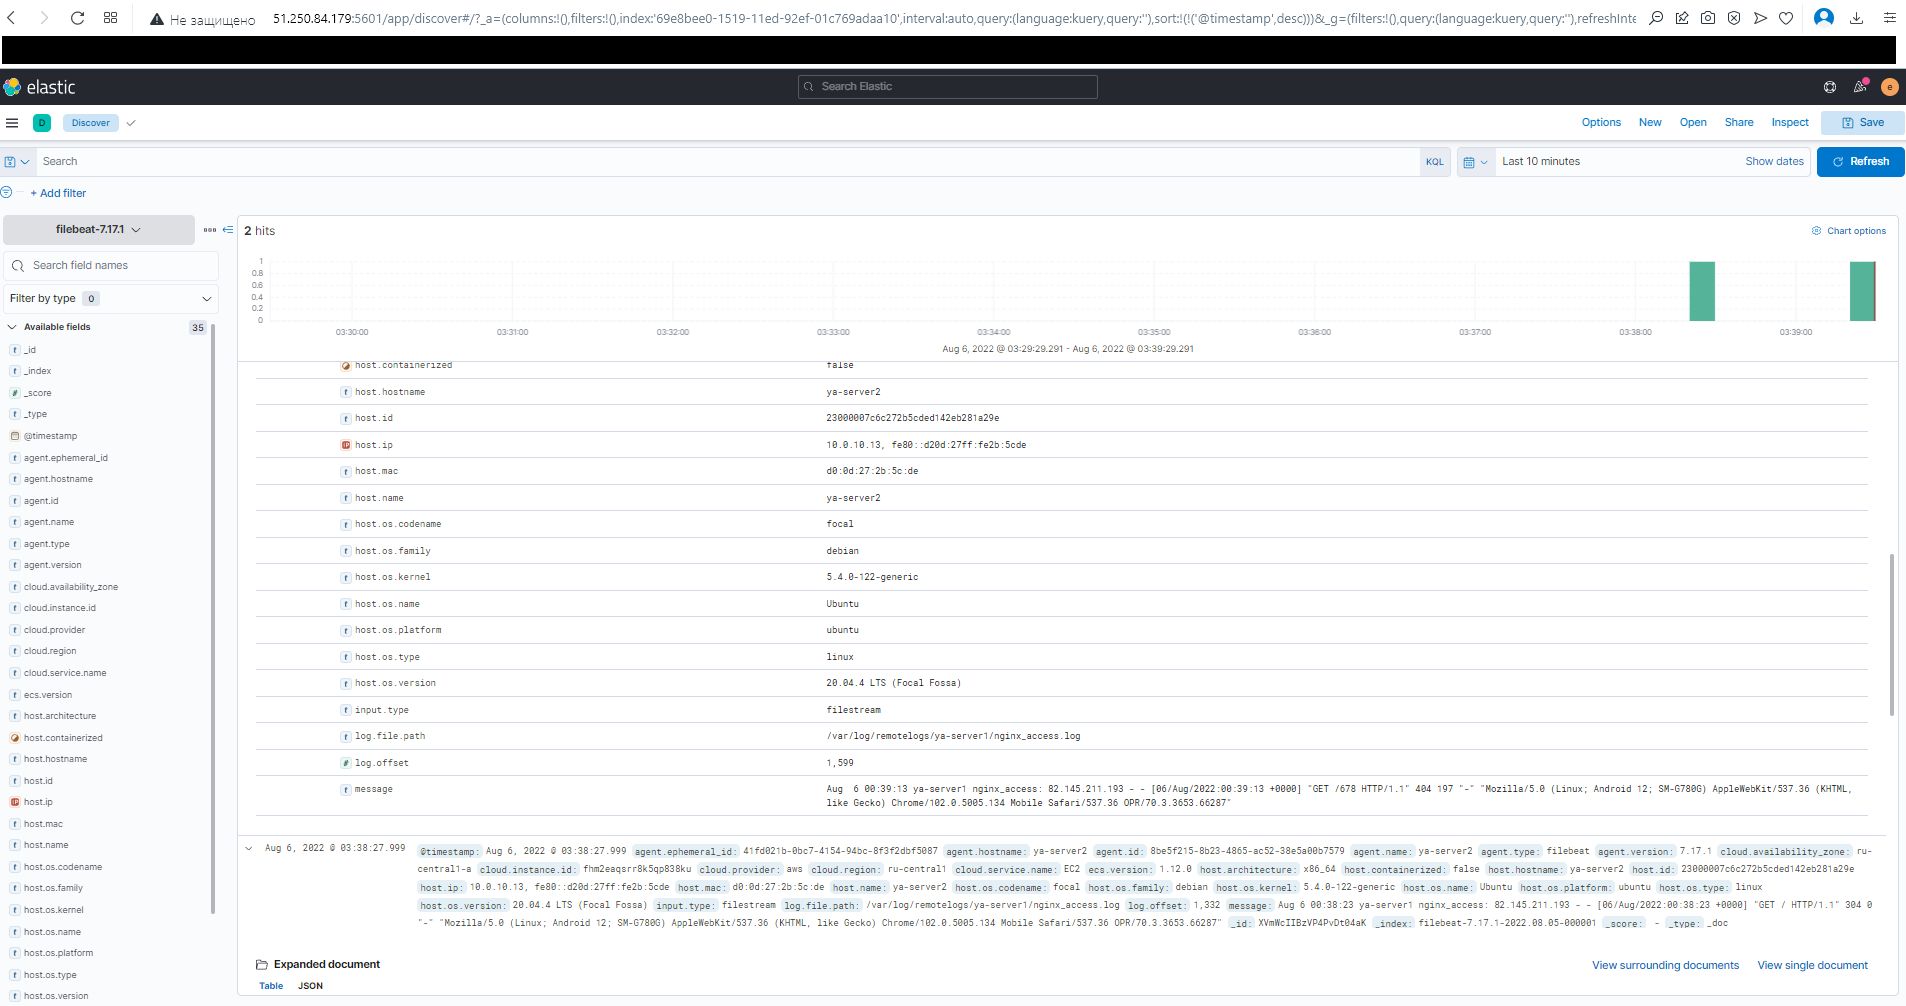 Не защищено 51.250.84.179:5601/app/discover#/?_a=(columns:!(),filters:!(),index:'69e8bee0-1519-11ed-92ef-01c769adaa10',interval:auto,query:(language:kuery,query:''),sort:!(!('@timestamp',desc)))&_g=(filters:!(),query:(language:kuery,query:''),refreshInte
elastic
Search Elastic
e
D
Discover
Options New Open Share Inspect Save
Search
KQL
Last 10 minutes
Show dates
Refresh
+ Add filter
filebeat-7.17.1
Search field names
Filter by type 0
Available fields 35
t _id
t _index
# _score
t _type
@timestamp
t agent.ephemeral_id
t agent.hostname
t agent.id
t agent.name
t agent.type
t agent.version
t cloud.availability_zone
t cloud.instance.id
t cloud.provider
t cloud.region
t cloud.service.name
t ecs.version
t host.architecture
host.containerized
t host.hostname
t host.id
IP host.ip
t host.mac
t host.name
t host.os.codename
t host.os.family
t host.os.kernel
t host.os.name
t host.os.platform
t host.os.type
t host.os.version
2 hits
Chart options
1
0.8
0.6
0.4
0.2
0
03:30:00 03:31:00 03:32:00 03:33:00 03:34:00 03:35:00 03:36:00 03:37:00 03:38:00 03:39:00
Aug 6, 2022 @ 03:29:29.291 - Aug 6, 2022 @ 03:39:29.291
host.containerized false
t host.hostname ya-server2
t host.id 23000007c6c272b5cded142eb281a29e
IP host.ip 10.0.10.13, fe80::d20d:27ff:fe2b:5cde
t host.mac d0:0d:27:2b:5c:de
t host.name ya-server2
t host.os.codename focal
t host.os.family debian
t host.os.kernel 5.4.0-122-generic
t host.os.name Ubuntu
t host.os.platform ubuntu
t host.os.type linux
t host.os.version 20.04.4 LTS (Focal Fossa)
t input.type filestream
t log.file.path /var/log/remotelogs/ya-server1/nginx_access.log
# log.offset 1,599
t message Aug  6 00:39:13 ya-server1 nginx_access: 82.145.211.193 - - [06/Aug/2022:00:39:13 +0000] "GET /678 HTTP/1.1" 404 197 "-" "Mozilla/5.0 (Linux; Android 12; SM-G780G) AppleWebKit/537.36 (KHTML,
like Gecko) Chrome/102.0.5005.134 Mobile Safari/537.36 OPR/70.3.3653.66287"
Aug 6, 2022 @ 03:38:27.999 @timestamp: Aug 6, 2022 @ 03:38:27.999 agent.ephemeral_id: 41fd021b-0bc7-4154-94bc-8f3f2dbf5087 agent.hostname: ya-server2 agent.id: 8be5f215-8b23-4865-ac52-38e5a00b7579 agent.name: ya-server2 agent.type: filebeat agent.version: 7.17.1 cloud.availability_zone: ru-
central1-a cloud.instance.id: fhm2eaqsrr8k5qp838ku cloud.provider: aws cloud.region: ru-central1 cloud.service.name: EC2 ecs.version: 1.12.0 host.architecture: x86_64 host.containerized: false host.hostname: ya-server2 host.id: 23000007c6c272b5cded142eb281a29e
host.ip: 10.0.10.13, fe80::d20d:27ff:fe2b:5cde host.mac: d0:0d:27:2b:5c:de host.name: ya-server2 host.os.codename: focal host.os.family: debian host.os.kernel: 5.4.0-122-generic host.os.name: Ubuntu host.os.platform: ubuntu host.os.type: linux
host.os.version: 20.04.4 LTS (Focal Fossa) input.type: filestream log.file.path: /var/log/remotelogs/ya-server1/nginx_access.log log.offset: 1,332 message: Aug 6 00:38:23 ya-server1 nginx_access: 82.145.211.193 - - [06/Aug/2022:00:38:23 +0000] "GET / HTTP/1.1" 304 0
"-" "Mozilla/5.0 (Linux; Android 12; SM-G780G) AppleWebKit/537.36 (KHTML, like Gecko) Chrome/102.0.5005.134 Mobile Safari/537.36 OPR/70.3.3653.66287" _id: XVmWcIIBzVP4PvDt04aK _index: filebeat-7.17.1-2022.08.05-000001 _score: - _type: _doc
Expanded document
View surrounding documents View single document
Table JSON